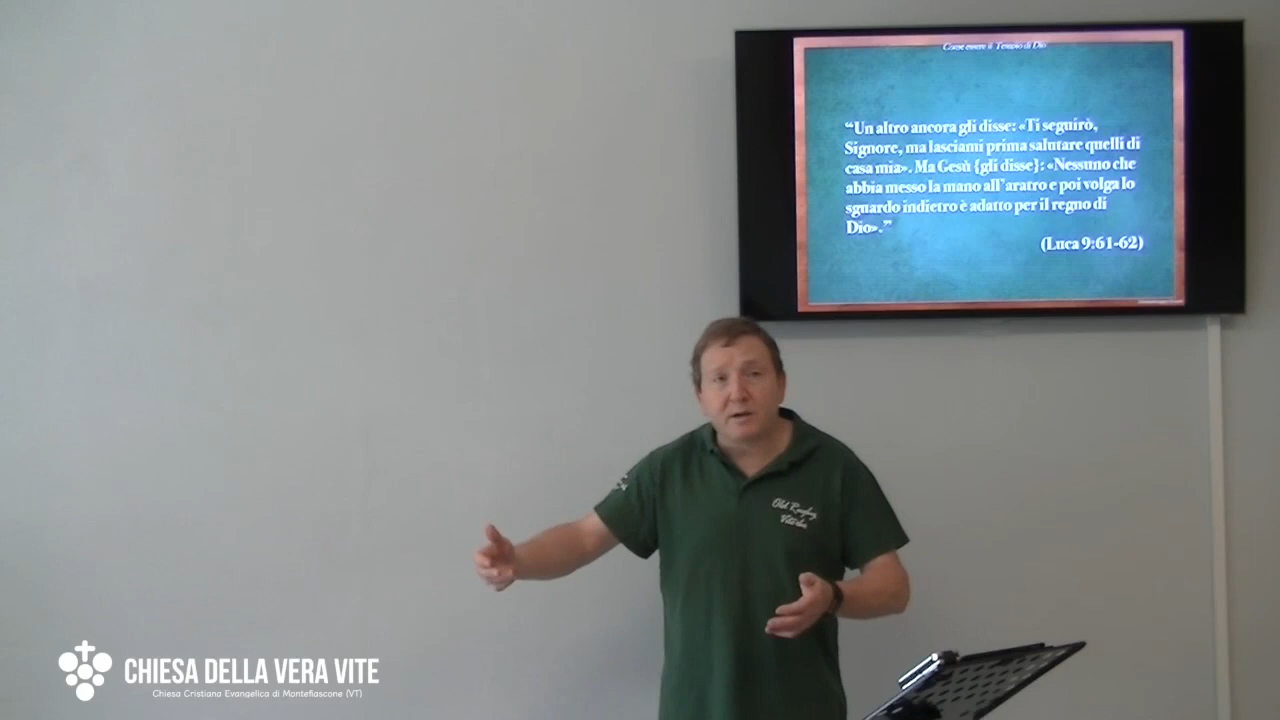 Come essere il Tempio di Dio
“Un altro ancora gli disse: «Ti seguirò,
Signore, ma lasciami prima salutare quelli di
casa mia». Ma Gesù {gli disse}: «Nessuno che
abbia messo la mano all’aratro e poi volga lo
sguardo indietro è adatto per il regno di
Dio».”
(Luca 9:61-62)
Old Rugby
Viterbo
CHIESA DELLA VERA VITE
Chiesa Cristiana Evangelica di Montefiascone (VT)